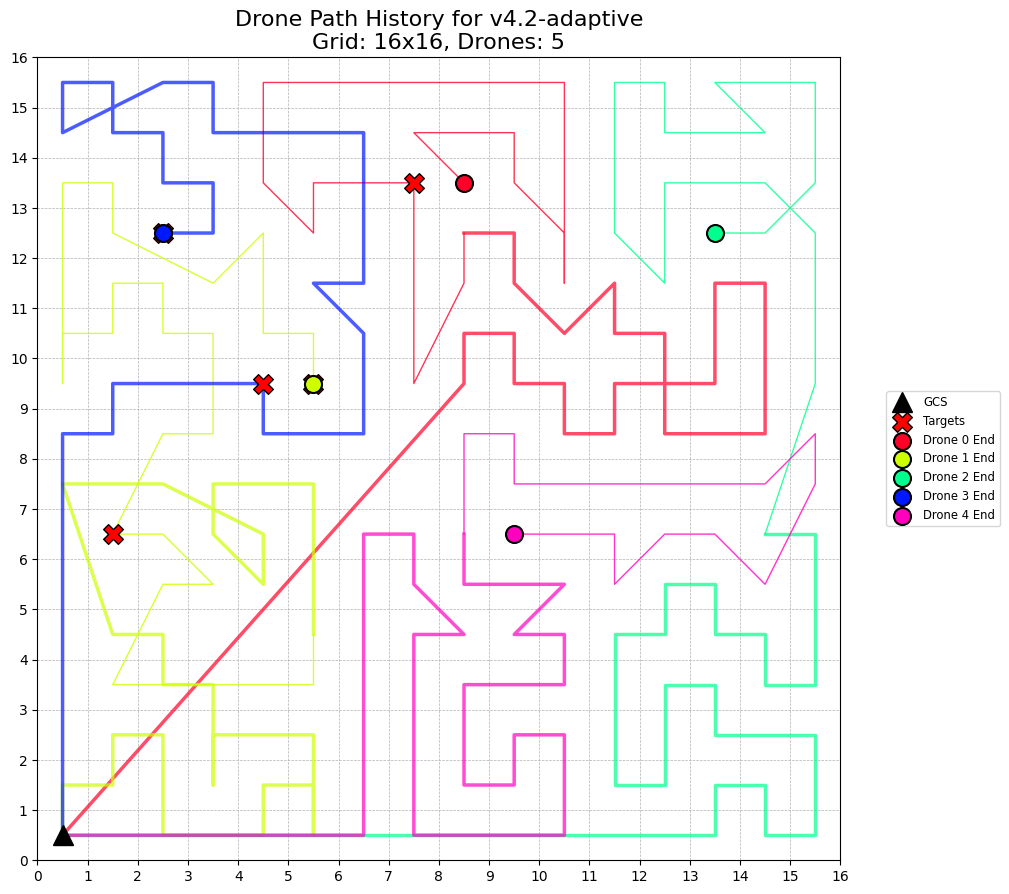 Drone Path History for v4.2-adaptive
Grid: 16x16, Drones: 5
16
15
14
13
12
11
10
9
8
7
6
5
4
3
2
1
0
0 1 2 3 4 5 6 7 8 9 10 11 12 13 14 15 16
GCS
Targets
Drone 0 End
Drone 1 End
Drone 2 End
Drone 3 End
Drone 4 End